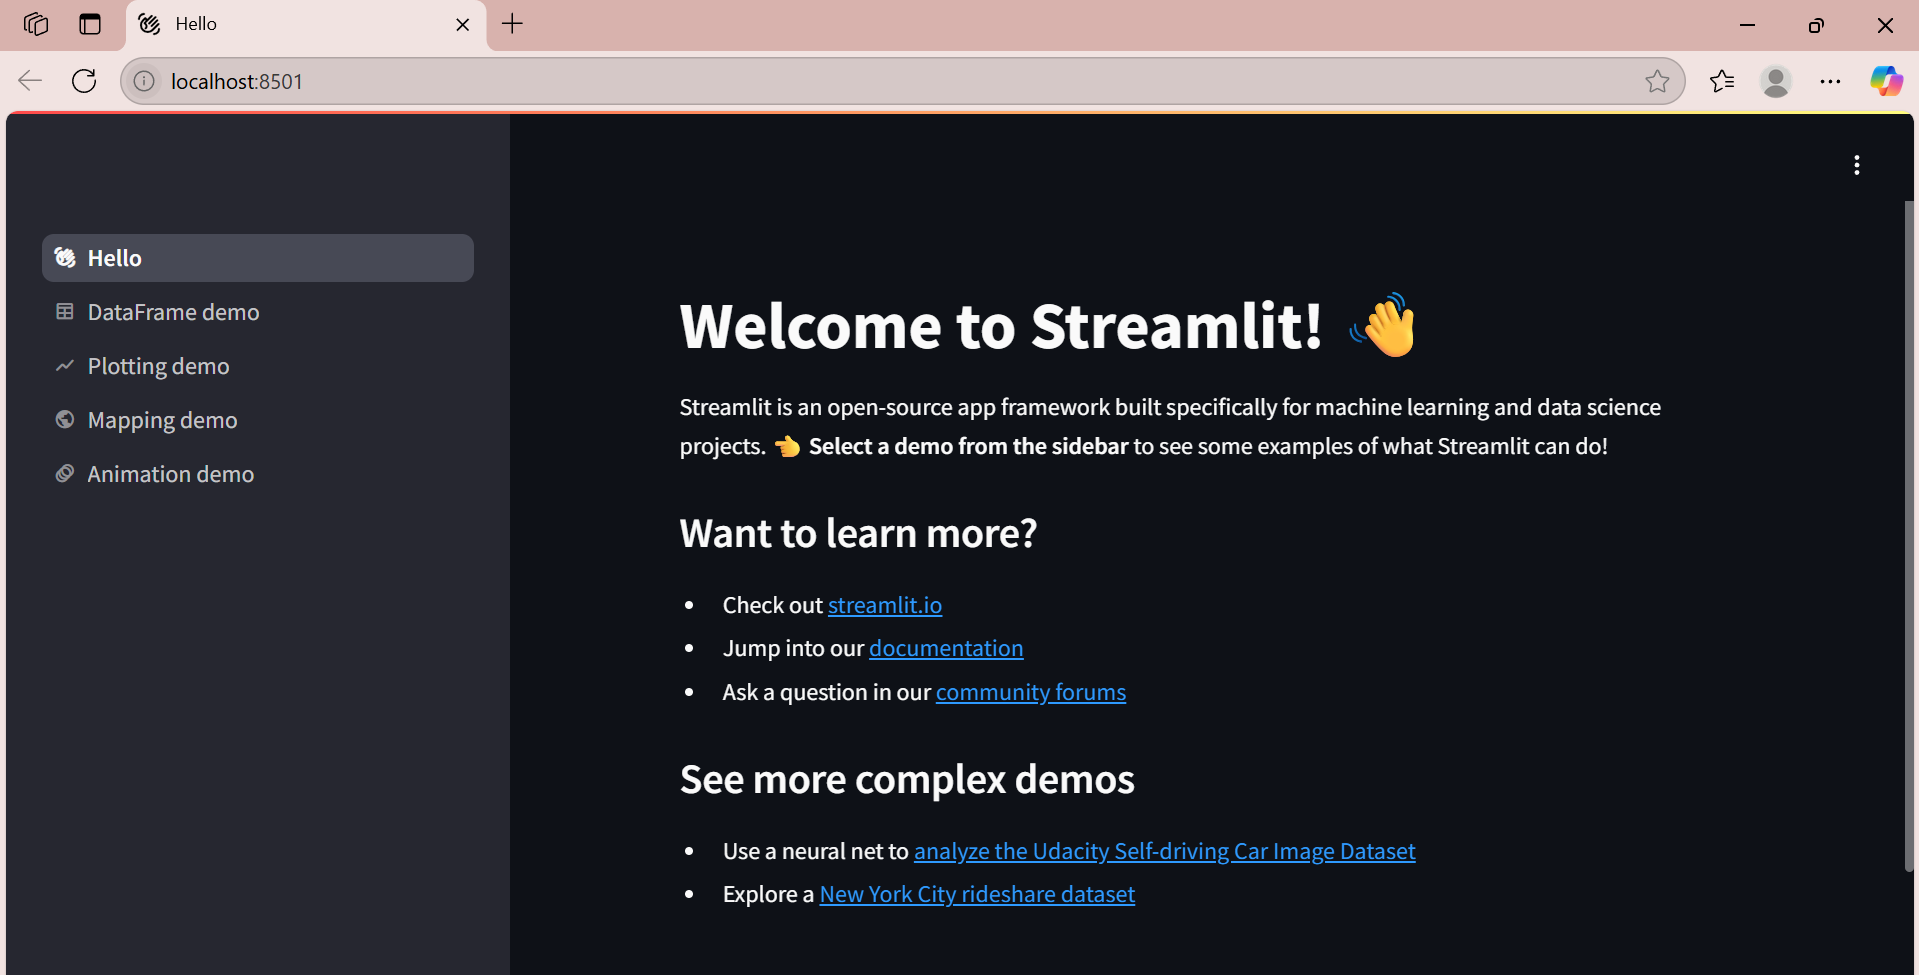 Hello
localhost:8501
Hello
DataFrame demo
Plotting demo
Mapping demo
Animation demo
Welcome to Streamlit! 👋
Streamlit is an open-source app framework built specifically for machine learning and data science
projects. 👈 Select a demo from the sidebar to see some examples of what Streamlit can do!
Want to learn more?
• Check out streamlit.io
• Jump into our documentation
• Ask a question in our community forums
See more complex demos
• Use a neural net to analyze the Udacity Self-driving Car Image Dataset
• Explore a New York City rideshare dataset